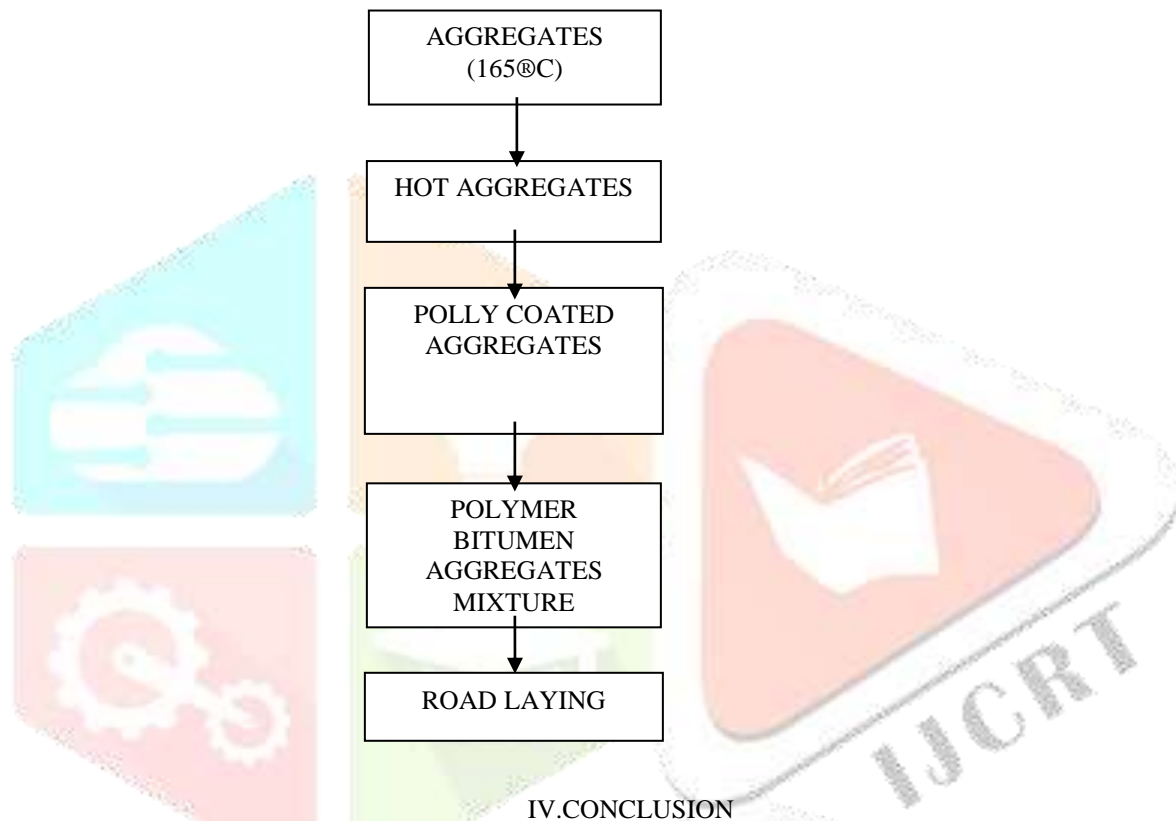 AGGREGATES
(165®C)
HOT AGGREGATES
POLLY COATED
AGGREGATES
POLYMER
BITUMEN
AGGREGATES
MIXTURE
ROAD LAYING
IJCRT
IV.CONCLUSION